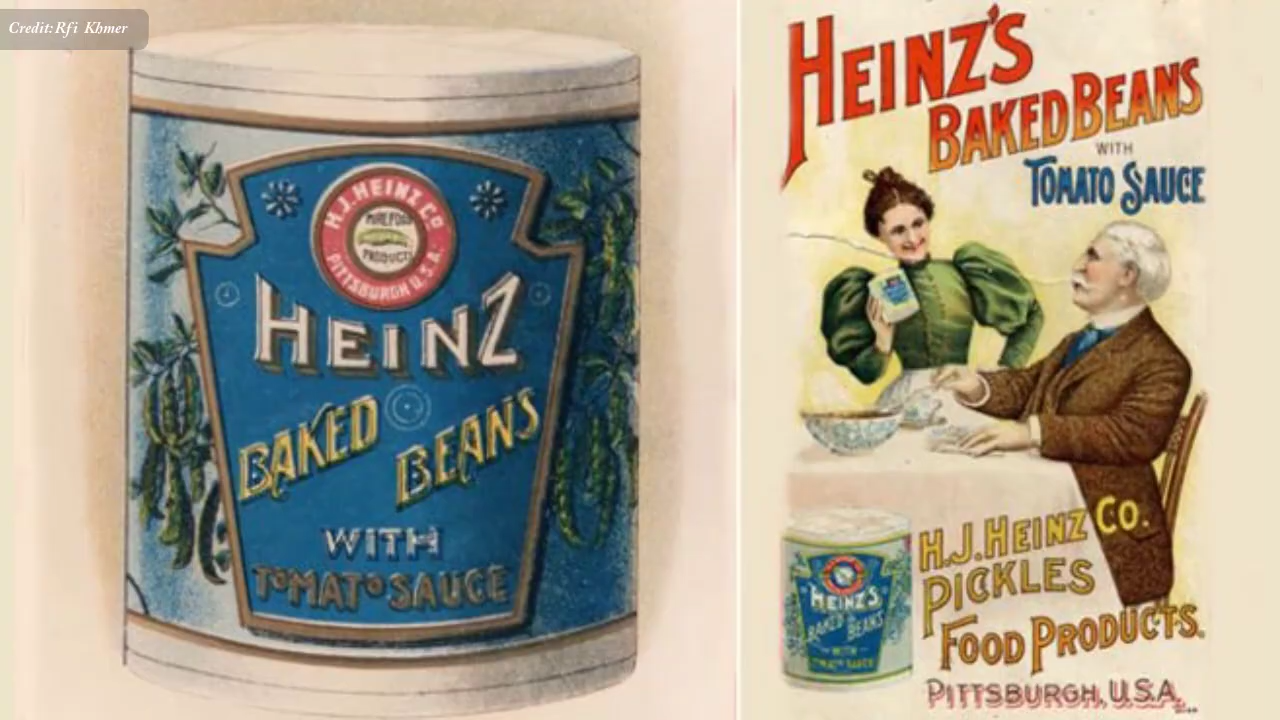 Credit:Rfi Khmer
H.J.HEINZ CO
PURE FOOD
PRODUCTS
PITTSBURGH U.S.A.
HEINZ
BAKED BEANS
WITH
TOMATO SAUCE
HEINZ'S
BAKED BEANS
WITH
TOMATO SAUCE
H.J. HEINZ CO.
PICKLES
FOOD PRODUCTS.
PITTSBURGH, U.S.A.
HEINZ'S
BAKED BEANS
WITH
TOMATO SAUCE